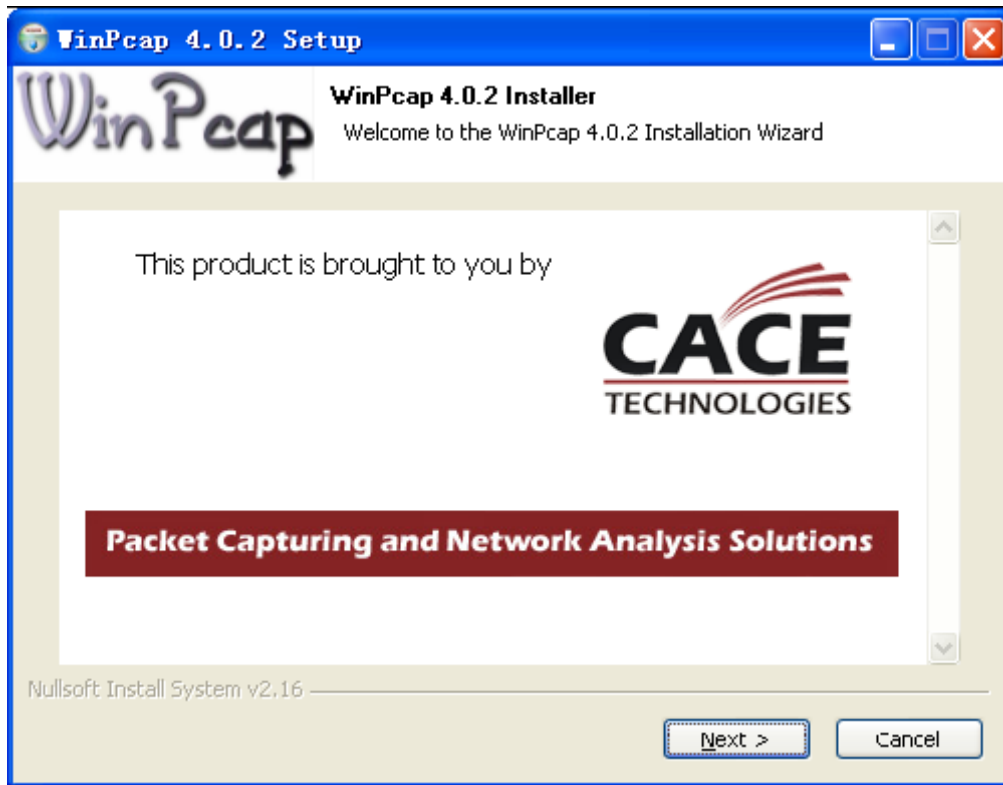 WinPcap 4.0.2 Setup
WinPcap
WinPcap 4.0.2 Installer
Welcome to the WinPcap 4.0.2 Installation Wizard
This product is brought to you by
CACE
TECHNOLOGIES
Packet Capturing and Network Analysis Solutions
Nullsoft Install System v2.16
Next >
Cancel